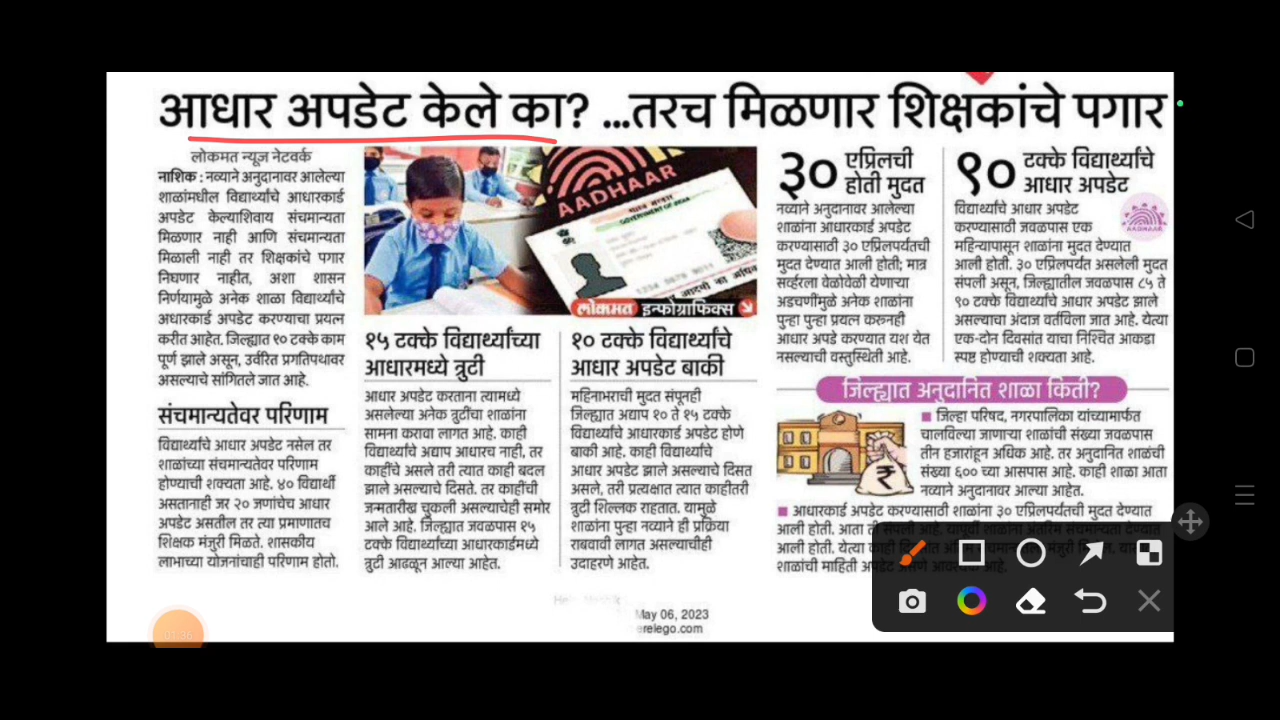 आधार अपडेट केले का? ...तरच मिळणार शिक्षकांचे पगार
लोकमत न्यूज नेटवर्क
नाशिक : नव्याने अनुदानावर आलेल्या
शाळांमधील विद्यार्थ्यांचे आधारकार्ड
अपडेट केल्याशिवाय संचमान्यता
मिळणार नाही आणि संचमान्यता
मिळाली नाही तर शिक्षकांचे पगार
निघणार नाहीत, अशा शासन
निर्णयामुळे अनेक शाळा विद्यार्थ्यांचे
अधारकार्ड अपडेट करण्याचा प्रयत्न
करीत आहेत. जिल्ह्यात ९० टक्के काम
पूर्ण झाले असून, उर्वरित प्रगतिपथावर
असल्याचे सांगितले जात आहे.
संचमान्यतेवर परिणाम
विद्यार्थ्यांचे आधार अपडेट नसेल तर
शाळांच्या संचमान्यतेवर परिणाम
होण्याची शक्यता आहे. ४० विद्यार्थी
असतानाही जर २० जणांचेच आधार
अपडेट असतील तर त्या प्रमाणातच
शिक्षक मंजुरी मिळते. शासकीय
लाभाच्या योजनांचाही परिणाम होतो.
AADHAAR
GOVERNMENT OF INDIA
लोकमत इन्फोग्राफिक्स
१५ टक्के विद्यार्थ्यांच्या
आधारमध्ये त्रुटी
आधार अपडेट करताना त्यामध्ये
असलेल्या अनेक त्रुटींचा शाळांना
सामना करावा लागत आहे. काही
विद्यार्थ्यांचे अद्याप आधारच नाही, तर
काहींचे असले तरी त्यात काही बदल
झाले असल्याचे दिसते. तर काहींची
जन्मतारीख चुकली असल्याचेही समोर
आले आहे. जिल्ह्यात जवळपास १५
टक्के विद्यार्थ्यांच्या आधारकार्डमध्ये
त्रुटी आढळून आल्या आहेत.
१० टक्के विद्यार्थ्यांचे
आधार अपडेट बाकी
महिनाभराची मुदत संपूनही
जिल्ह्यात अद्याप १० ते १५ टक्के
विद्यार्थ्यांचे आधारकार्ड अपडेट होणे
बाकी आहे. काही विद्यार्थ्यांचे
आधार अपडेट झाले असल्याचे दिसत
असले, तरी प्रत्यक्षात त्यात काहीतरी
त्रुटी शिल्लक राहतात. यामुळे
शाळांना पुन्हा नव्याने ही प्रक्रिया
राबवावी लागत असल्याचीही
उदाहरणे आहेत.
३० एप्रिलची
होती मुदत
नव्याने अनुदानावर आलेल्या
शाळांना आधारकार्ड अपडेट
करण्यासाठी ३० एप्रिलपर्यंतची
मुदत देण्यात आली होती; मात्र
सर्व्हरला वेळोवेळी येणाऱ्या
अडचणींमुळे अनेक शाळांना
पुन्हा पुन्हा प्रयत्न करुनही
आधार अपडे करण्यात यश येत
नसल्याची वस्तुस्थिती आहे.
९० टक्के विद्यार्थ्यांचे
आधार अपडेट
विद्यार्थ्यांचे आधार अपडेट
करण्यासाठी जवळपास एक
महिन्यापासून शाळांना मुदत देण्यात
आली होती. ३० एप्रिलपर्यंत असलेली मुदत
संपली असून, जिल्ह्यातील जवळपास ८५ ते
९० टक्के विद्यार्थ्यांचे आधार अपडेट झाले
असल्याचा अंदाज वर्तविला जात आहे. येत्या
एक-दोन दिवसांत याचा निश्चित आकडा
स्पष्ट होण्याची शक्यता आहे.
AADHAAR
जिल्ह्यात अनुदानित शाळा किती?
■ जिल्हा परिषद, नगरपालिका यांच्यामार्फत
चालविल्या जाणाऱ्या शाळांची संख्या जवळपास
तीन हजारांहून अधिक आहे. तर अनुदानित शाळंची
संख्या ६०० च्या आसपास आहे. काही शाळा आता
नव्याने अनुदानावर आल्या आहेत.
■ आधारकार्ड अपडेट करण्यासाठी शाळांना ३० एप्रिलची मुदत देण्यात
आली होती. आता ती संपली आहे.
आली होती. येत्या
शाळांची माहिती अपडेट
May 06, 2023
erelego.com